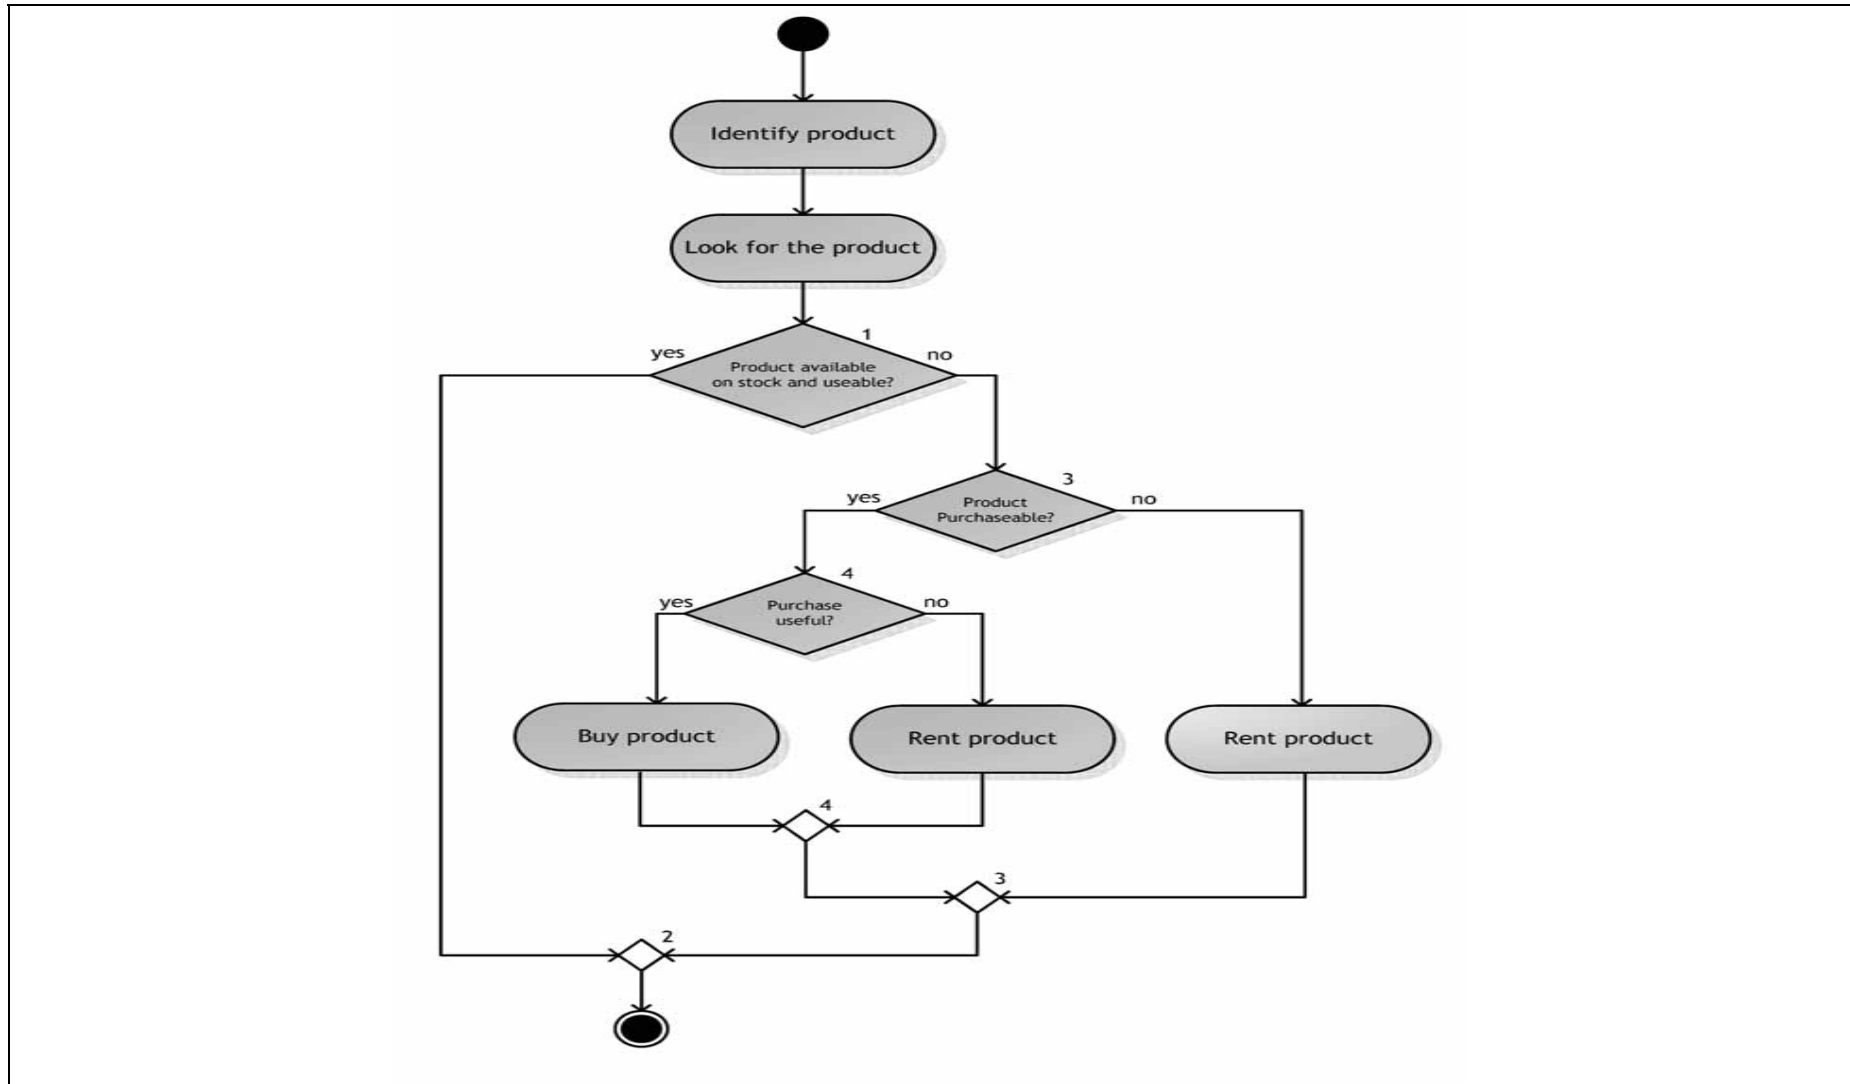 Identify product
Look for the product
1
yes
no
Product available
on stock and useable?
3
yes
no
Product
Purchaseable?
4
yes
no
Purchase
useful?
Buy product
Rent product
Rent product
4
3
2